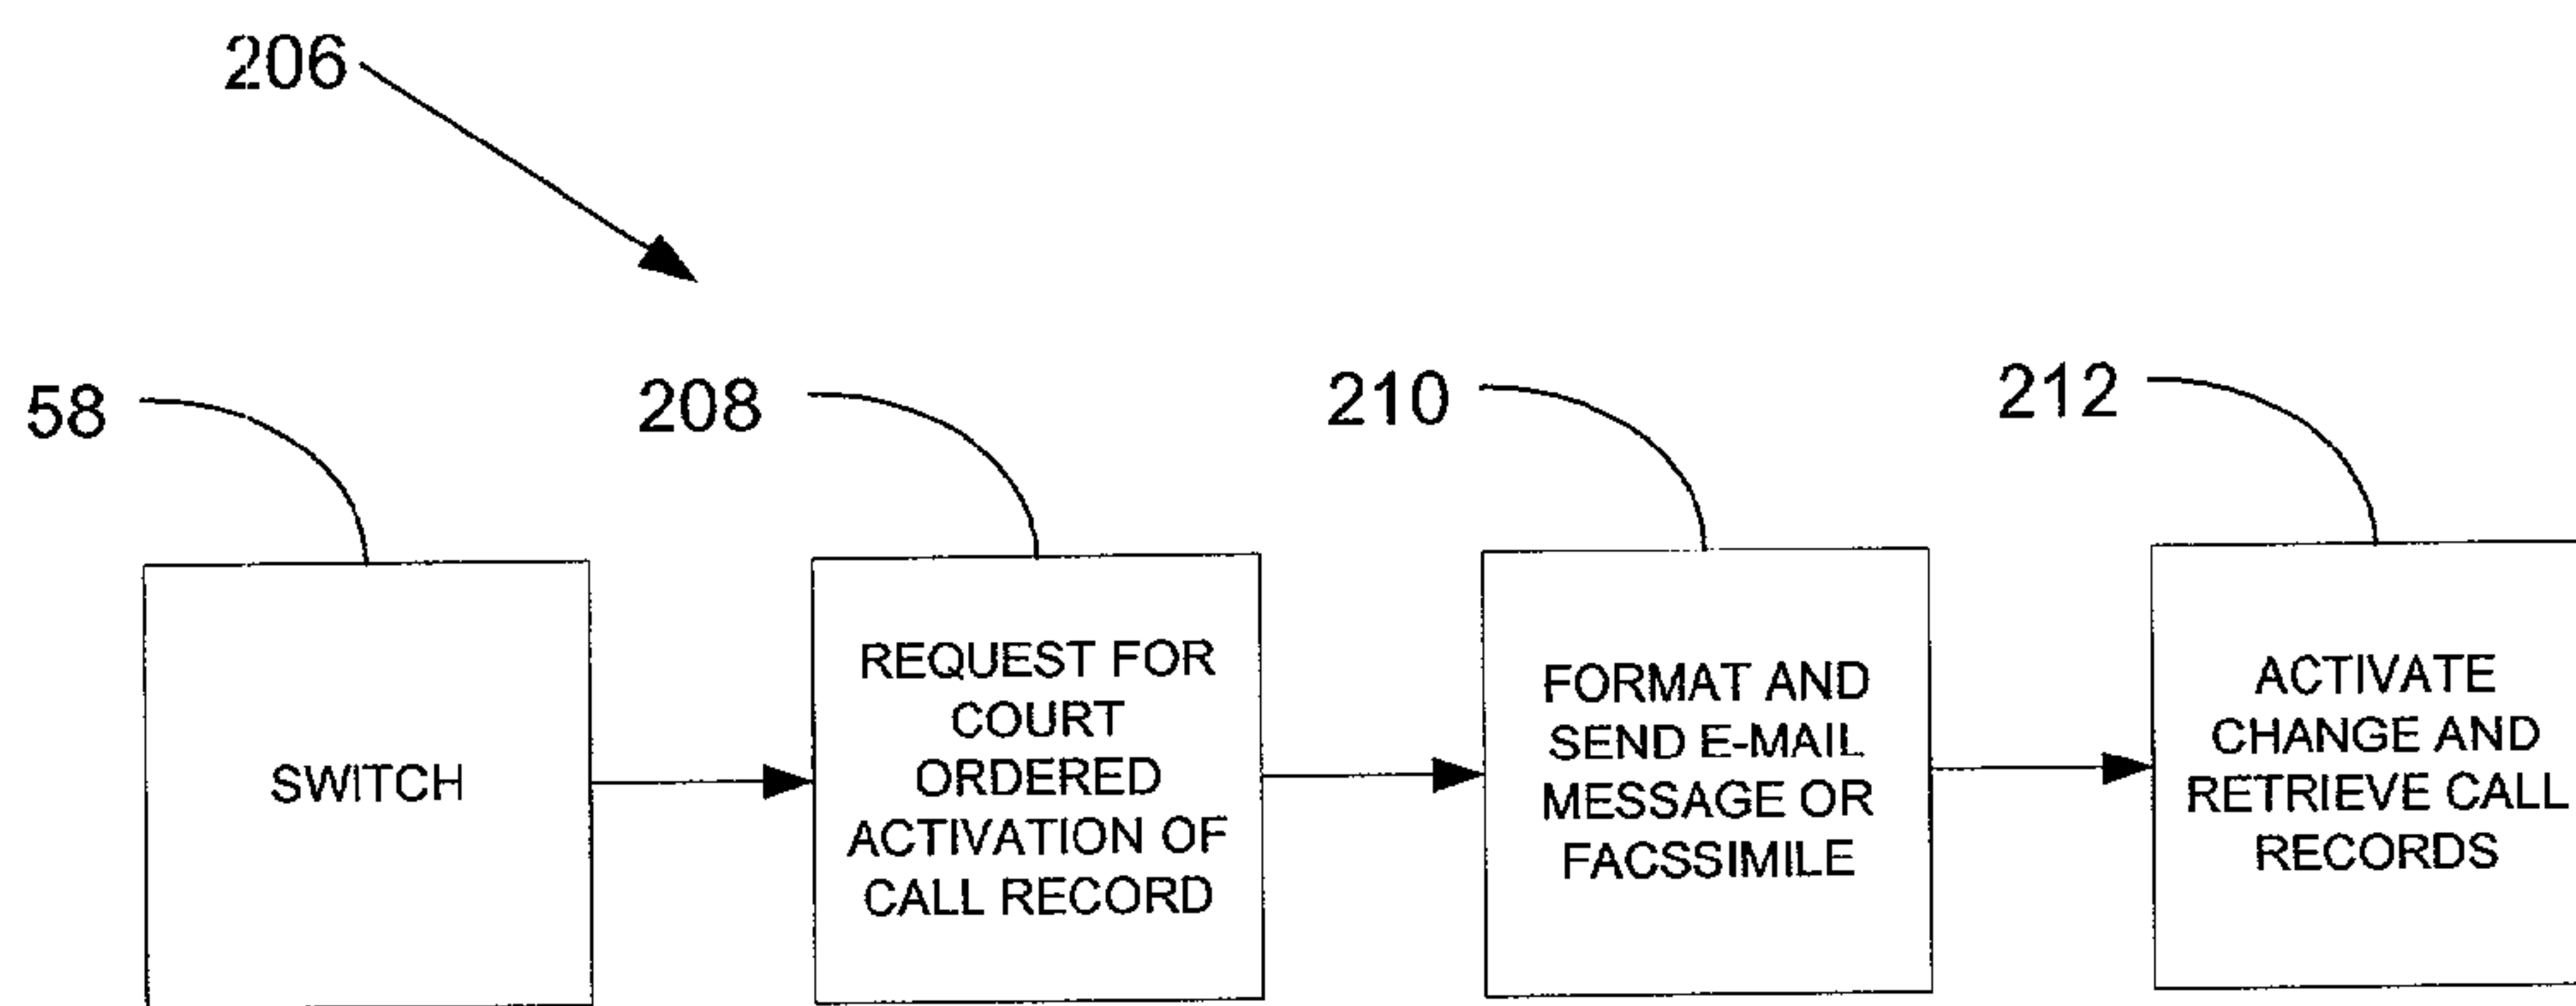 206
58
208
210
212
SWITCH
REQUEST FOR
COURT
ORDERED
ACTIVATION OF
CALL RECORD
FORMAT AND
SEND E-MAIL
MESSAGE OR
FACSSIMILE
ACTIVATE
CHANGE AND
RETRIEVE CALL
RECORDS